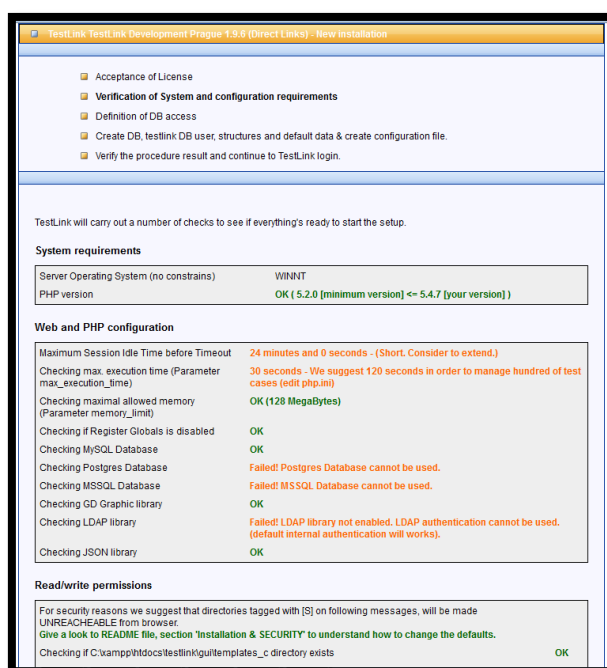 TestLink TestLink Development Prague 1.9.6 (Direct Links) - New installation
Acceptance of License
Verification of System and configuration requirements
Definition of DB access
Create DB, testlink DB user, structures and default data & create configuration file.
Verify the procedure result and continue to TestLink login.
TestLink will carry out a number of checks to see if everything's ready to start the setup.
System requirements
Server Operating System (no constrains) WINNT
PHP version OK ( 5.2.0 [minimum version] <= 5.4.7 [your version] )
Web and PHP configuration
Maximum Session Idle Time before Timeout 24 minutes and 0 seconds - (Short. Consider to extend.)
Checking max. execution time (Parameter 30 seconds - We suggest 120 seconds in order to manage hundred of test
max_execution_time) cases (edit php.ini)
Checking maximal allowed memory OK (128 MegaBytes)
(Parameter memory_limit)
Checking if Register Globals is disabled OK
Checking MySQL Database OK
Checking Postgres Database Failed! Postgres Database cannot be used.
Checking MSSQL Database Failed! MSSQL Database cannot be used.
Checking GD Graphic library OK
Checking LDAP library Failed! LDAP library not enabled. LDAP authentication cannot be used.
(default internal authentication will works).
Checking JSON library OK
Read/write permissions
For security reasons we suggest that directories tagged with [S] on following messages, will be made
UNREACHEABLE from browser.
Give a look to README file, section 'Installation & SECURITY' to understand how to change the defaults.
Checking if C:\xampp\htdocs\testlink\gui\templates_c directory exists OK